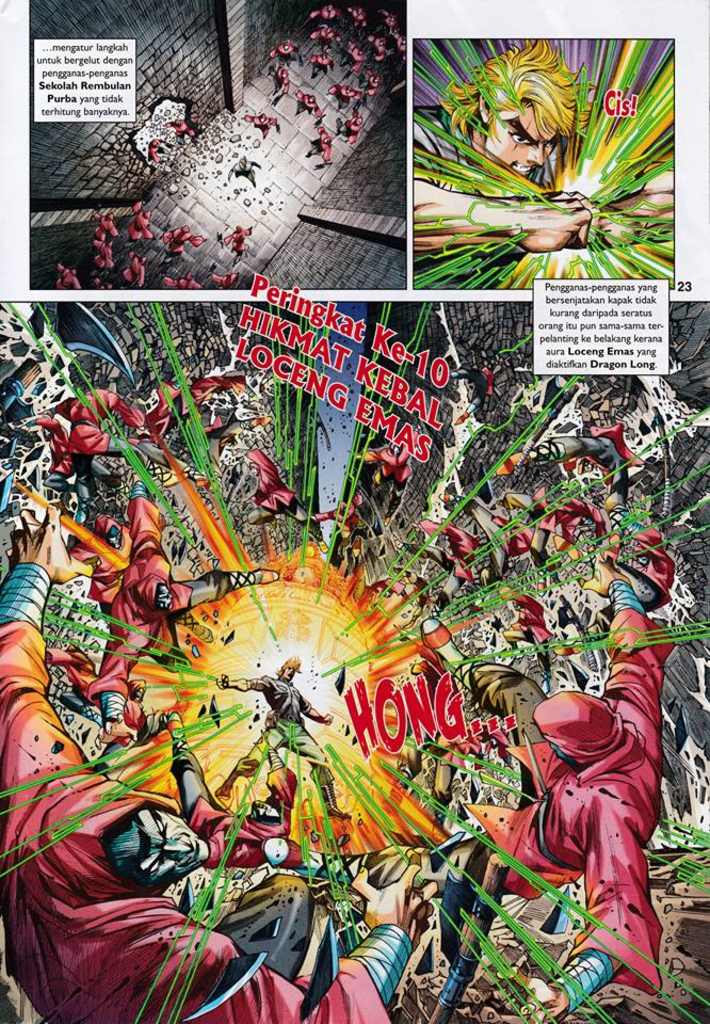 …mengatur langkah
untuk bergelut dengan
pengganas-penganas
Sekolah Rembulan
Purba yang tidak
terhitung banyaknya.
Cis!
23
Pengganas-pengganas yang
bersenjatakan kapak tidak
kurang daripada seratus
orang itu pun sama-sama ter-
pelanting ke belakang kerana
aura Loceng Emas yang
diaktifkan Dragon Long.
Peringkat Ke-10
HIKMAT KEBAL
LOCENG EMAS
HONG....